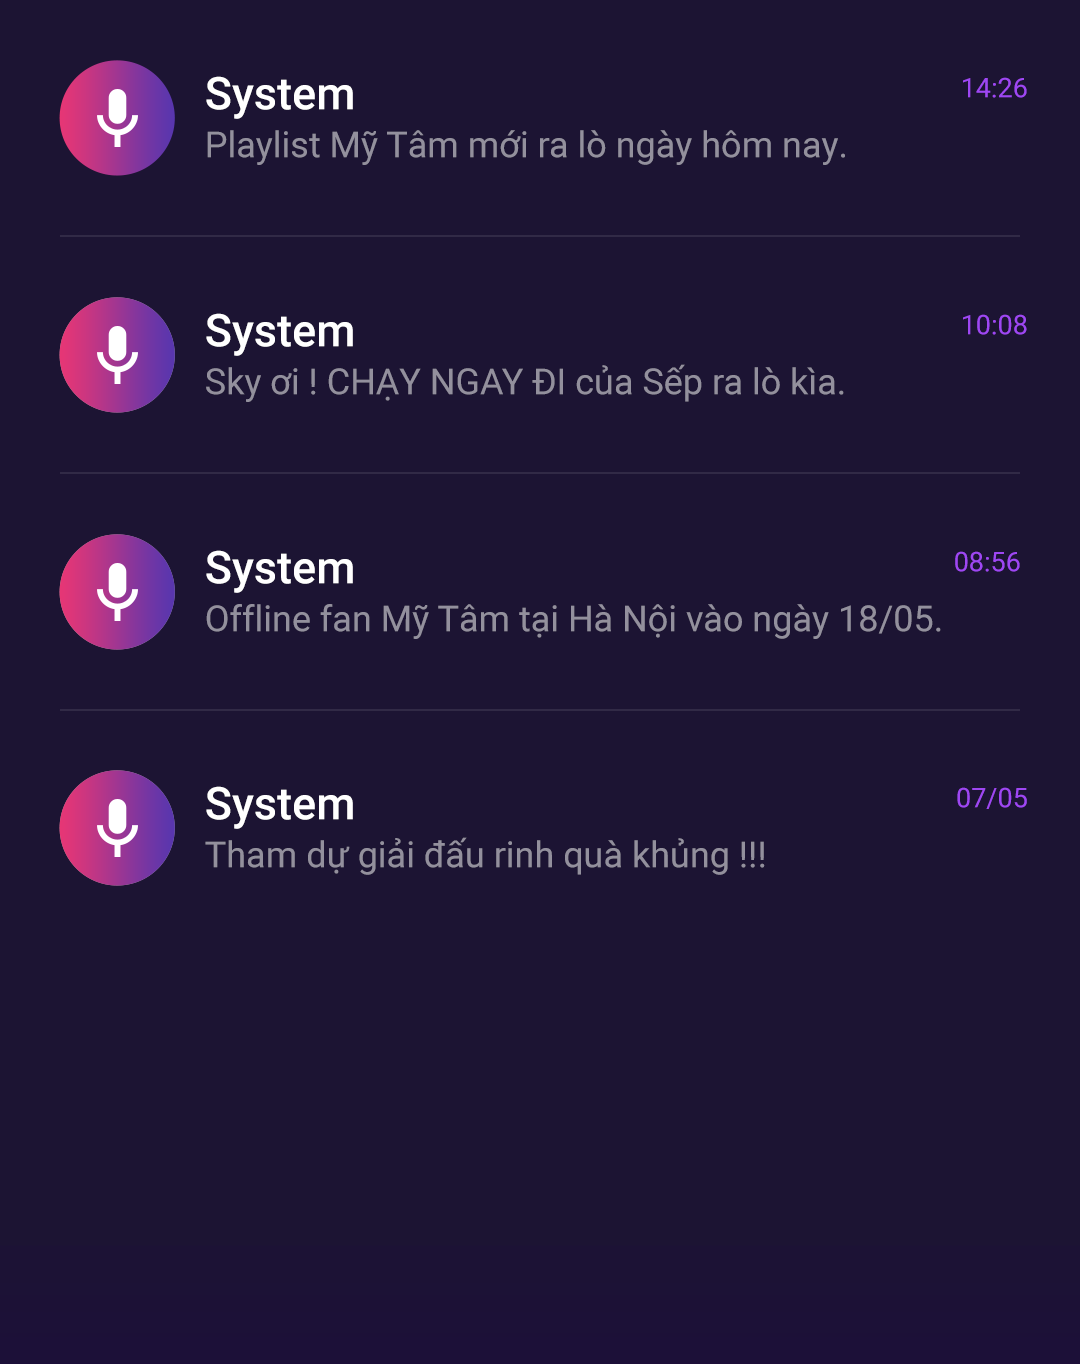 System 14:26
Playlist Mỹ Tâm mới ra lò ngày hôm nay.
System 10:08
Sky ơi ! CHẠY NGAY ĐI của Sếp ra lò kìa.
System 08:56
Offline fan Mỹ Tâm tại Hà Nội vào ngày 18/05.
System 07/05
Tham dự giải đấu rinh quà khủng !!!